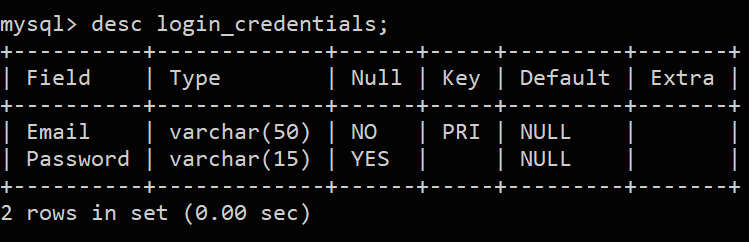 mysql> desc login_credentials;
+----------+-------------+------+-----+---------+-------+
| Field    | Type        | Null | Key | Default | Extra |
+----------+-------------+------+-----+---------+-------+
| Email    | varchar(50) | NO   | PRI | NULL    |       |
| Password | varchar(15) | YES  |     | NULL    |       |
+----------+-------------+------+-----+---------+-------+
2 rows in set (0.00 sec)